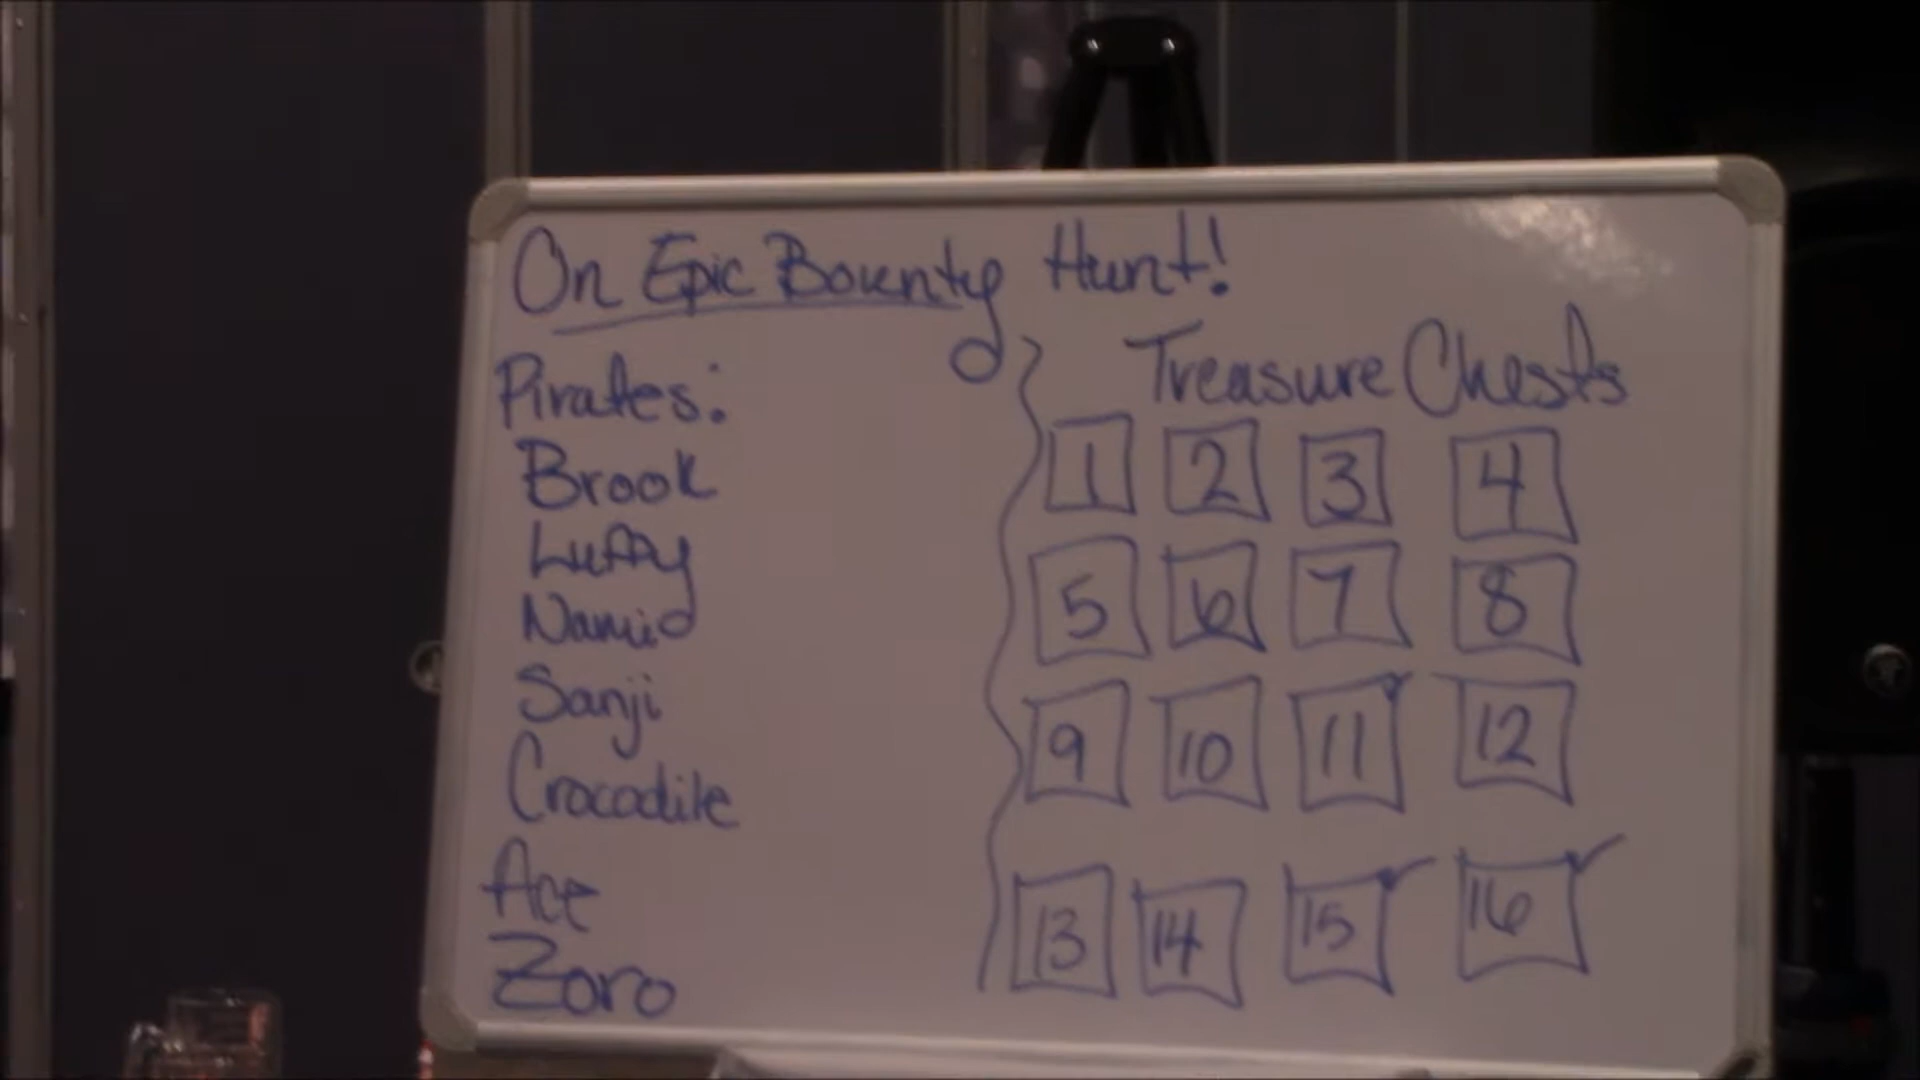 On Epic Bounty Hunt!
Pirates:
Brook
Luffy
Nami
Sanji
Crocodile
Ace
Zoro
Treasure Chests
1 2 3 4
5 6 7 8
9 10 11 12
13 14 15 16